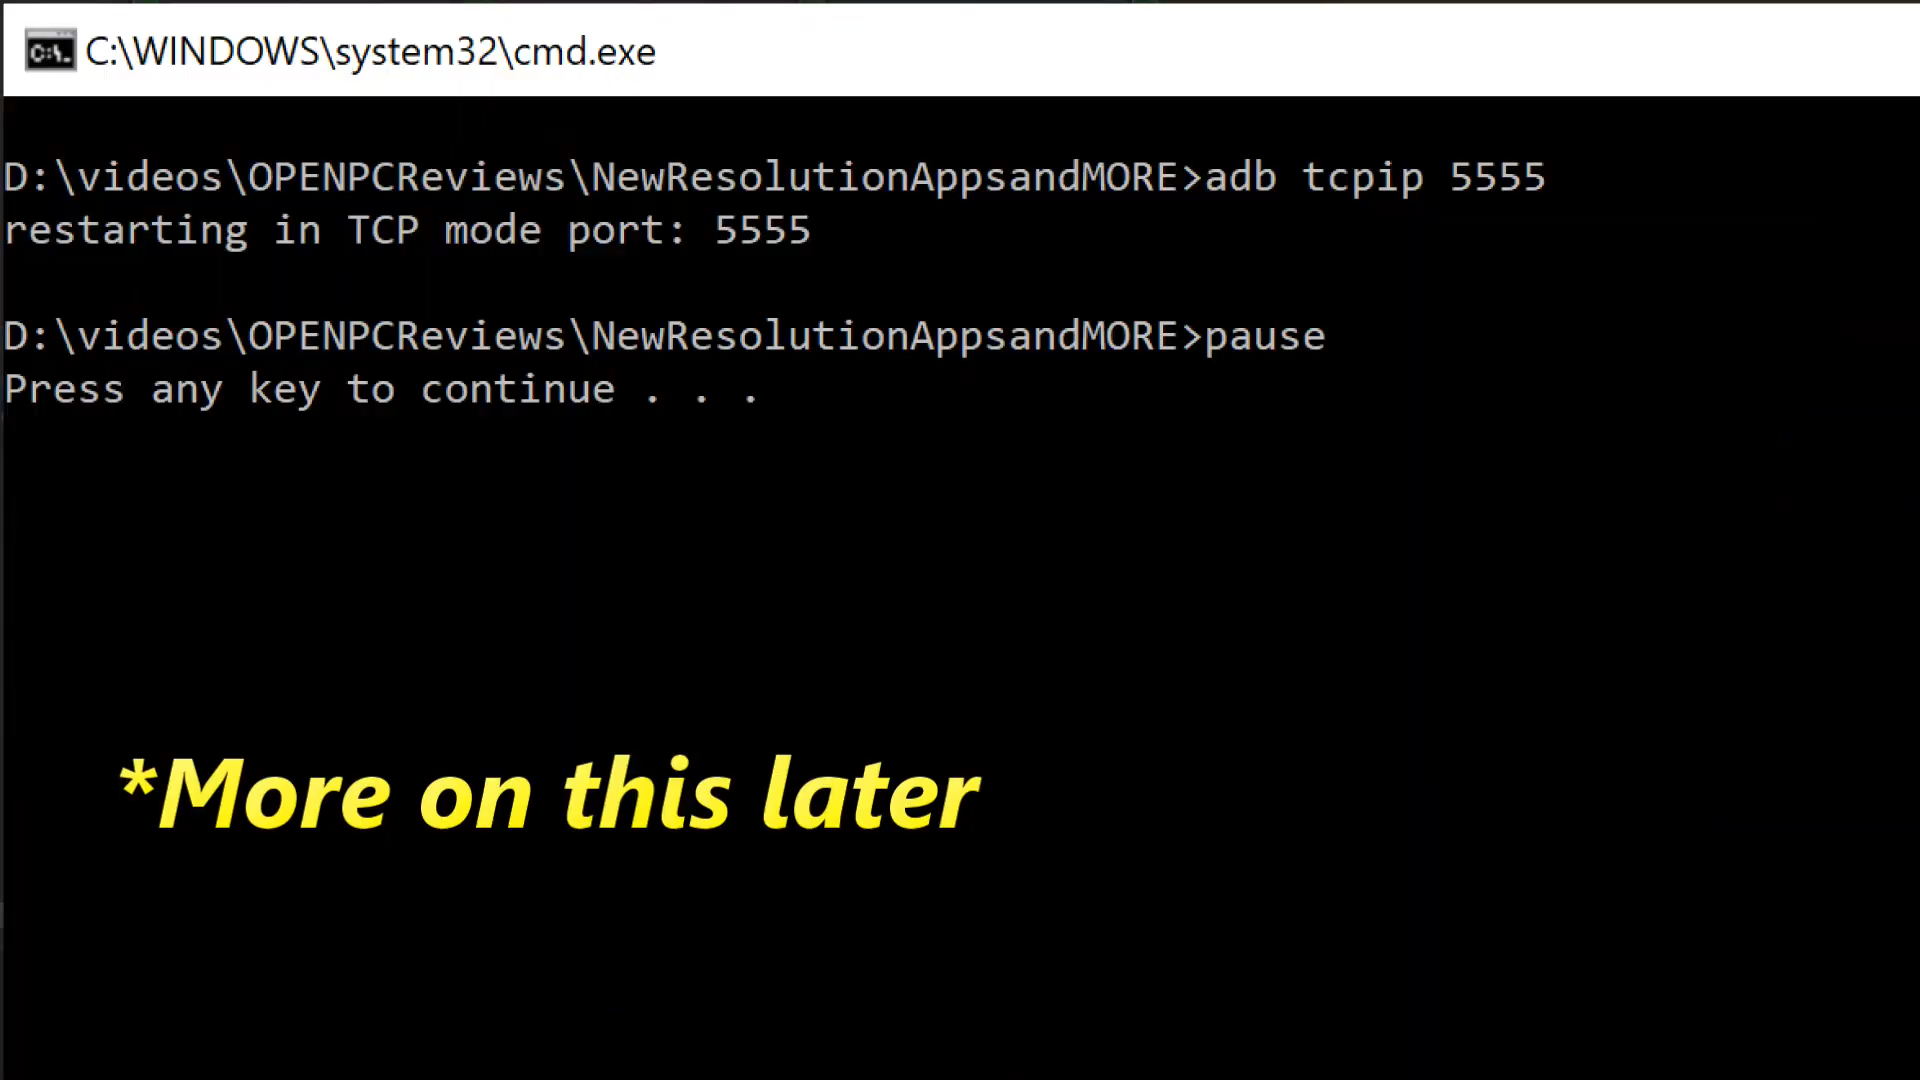 C:\WINDOWS\system32\cmd.exe
D:\videos\OPENPCReviews\NewResolutionAppsandMORE>adb tcpip 5555
restarting in TCP mode port: 5555
D:\videos\OPENPCReviews\NewResolutionAppsandMORE>pause
Press any key to continue . . .
*More on this later